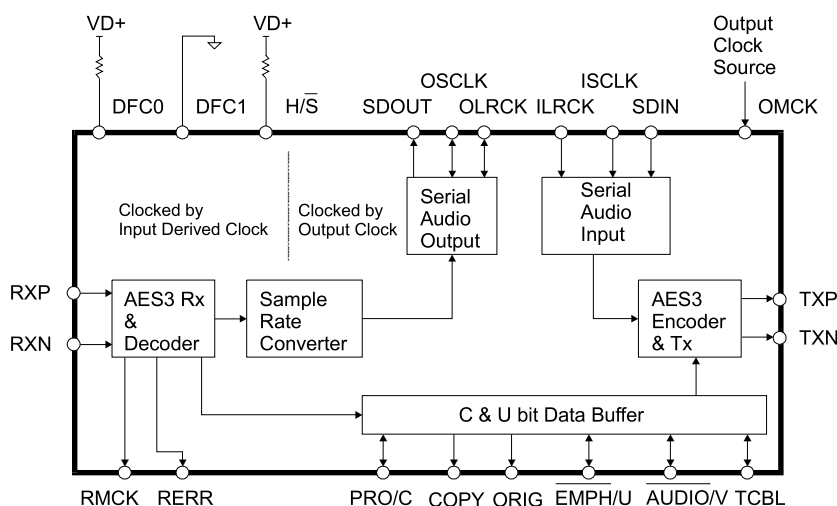 VD+
VD+
Output
Clock
Source
DFC0
DFC1
H/S̅
OSCLK
SDOUT
OLRCK
ISCLK
ILRCK
SDIN
OMCK
Clocked by
Input Derived Clock
Clocked by
Output Clock
Serial
Audio
Output
Serial
Audio
Input
RXP
RXN
AES3 Rx
&
Decoder
Sample
Rate
Converter
AES3
Encoder
& Tx
TXP
TXN
C & U bit Data Buffer
RMCK
RERR
PRO/C
COPY
ORIG
E̅M̅P̅H̅/U
A̅U̅D̅I̅O̅/V
TCBL